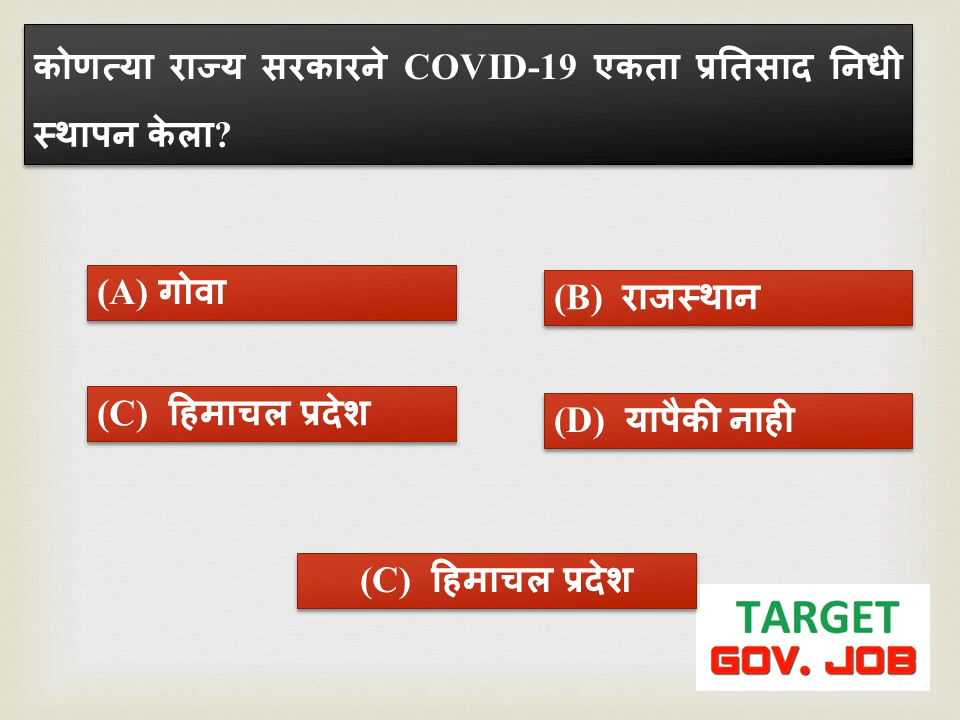 कोणत्या राज्य सरकारने COVID-19 एकता प्रतिसाद निधी
स्थापन केला?
(A) गोवा
(B) राजस्थान
(C) हिमाचल प्रदेश
(D) यापैकी नाही
(C) हिमाचल प्रदेश
TARGET
GOV. JOB